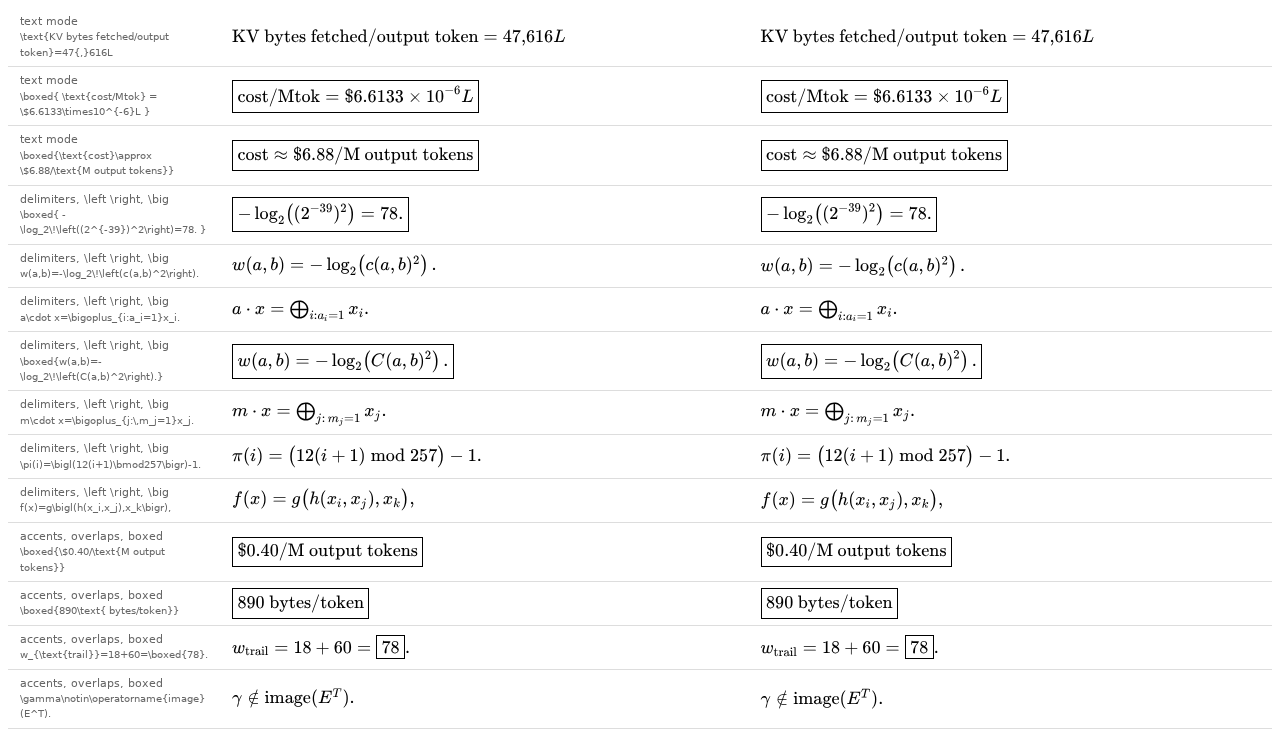 text mode
\text{KV bytes fetched/output
token}=47{,}616L
KV bytes fetched/output token = 47,616L
KV bytes fetched/output token = 47,616L
text mode
\boxed{ \text{cost/Mtok} =
\$6.6133\times10^{-6}L }
cost/Mtok = $6.6133 × 10⁻⁶L
cost/Mtok = $6.6133 × 10⁻⁶L
text mode
\boxed{\text{cost}\approx
\$6.88/\text{M output tokens}}
cost ≈ $6.88/M output tokens
cost ≈ $6.88/M output tokens
delimiters, \left \right, \big
\boxed{ -
\log_2\!\left((2^{-39})^2\right)=78. }
− log₂((2⁻³⁹)²) = 78.
− log₂((2⁻³⁹)²) = 78.
delimiters, \left \right, \big
w(a,b)=-\log_2\!\left(c(a,b)^2\right).
w(a, b) = − log₂(c(a, b)²) .
w(a, b) = − log₂(c(a, b)²) .
delimiters, \left \right, \big
a\cdot x=\bigoplus_{i:a_i=1}x_i.
a · x = ⨁_{i:a_i=1} x_i.
a · x = ⨁_{i:a_i=1} x_i.
delimiters, \left \right, \big
\boxed{w(a,b)=-
\log_2\!\left(C(a,b)^2\right).}
w(a, b) = − log₂(C(a, b)²) .
w(a, b) = − log₂(C(a, b)²) .
delimiters, \left \right, \big
m\cdot x=\bigoplus_{j:\,m_j=1}x_j.
m · x = ⨁_{j: m_j=1} x_j.
m · x = ⨁_{j: m_j=1} x_j.
delimiters, \left \right, \big
\pi(i)=\bigl(12(i+1)\bmod257\bigr)-1.
π(i) = (12(i + 1) mod 257) − 1.
π(i) = (12(i + 1) mod 257) − 1.
delimiters, \left \right, \big
f(x)=g\bigl(h(x_i,x_j),x_k\bigr),
f(x) = g(h(x_i, x_j), x_k),
f(x) = g(h(x_i, x_j), x_k),
accents, overlaps, boxed
\boxed{\$0.40/\text{M output
tokens}}
$0.40/M output tokens
$0.40/M output tokens
accents, overlaps, boxed
\boxed{890\text{ bytes/token}}
890 bytes/token
890 bytes/token
accents, overlaps, boxed
w_{\text{trail}}=18+60=\boxed{78}.
w_trail = 18 + 60 = 78.
w_trail = 18 + 60 = 78.
accents, overlaps, boxed
\gamma\notin\operatorname{image}
(E^T).
γ ∉ image(Eᵀ).
γ ∉ image(Eᵀ).